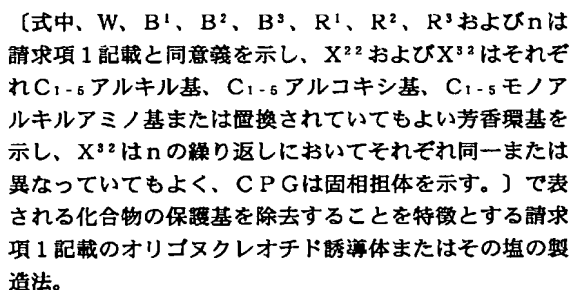 〔式中、W、B¹、B²、B³、R¹、R²、R³およびnは
請求項1記載と同意義を示し、X²²およびX³²はそれぞ
れC₁₋₅アルキル基、C₁₋₅アルコキシ基、C₁₋₅モノア
ルキルアミノ基または置換されていてもよい芳香環基を
示し、X³²はnの繰り返しにおいてそれぞれ同一または
異なっていてもよく、CPGは固相担体を示す。〕で表
される化合物の保護基を除去することを特徴とする請求
項1記載のオリゴヌクレオチド誘導体またはその塩の製
造法。